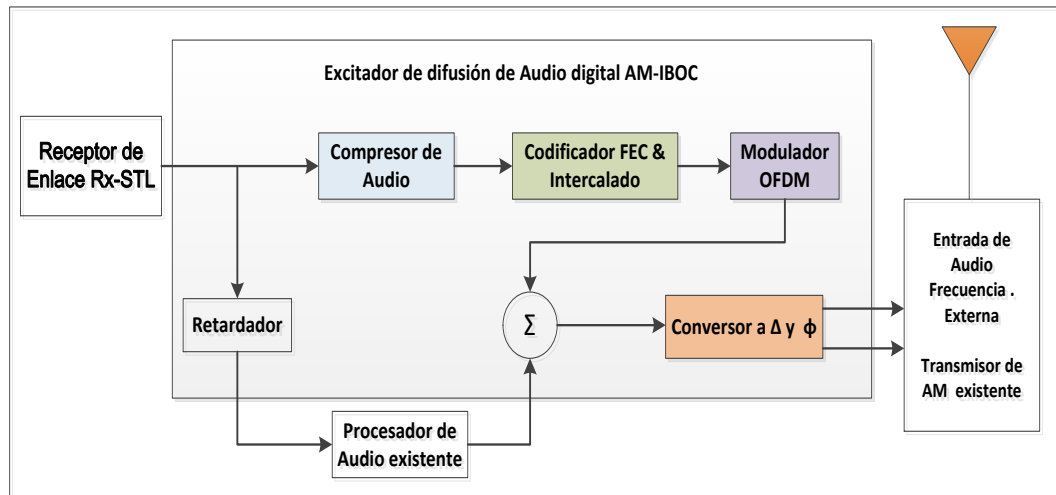 Excitador de difusión de Audio digital AM-IBOC
Receptor de
Enlace Rx-STL
Compresor de
Audio
Codificador FEC &
Intercalado
Modulador
OFDM
Retardador
Σ
Conversor a Δ y ϕ
Procesador de
Audio existente
Entrada de
Audio
Frecuencia .
Externa
Transmisor de
AM existente